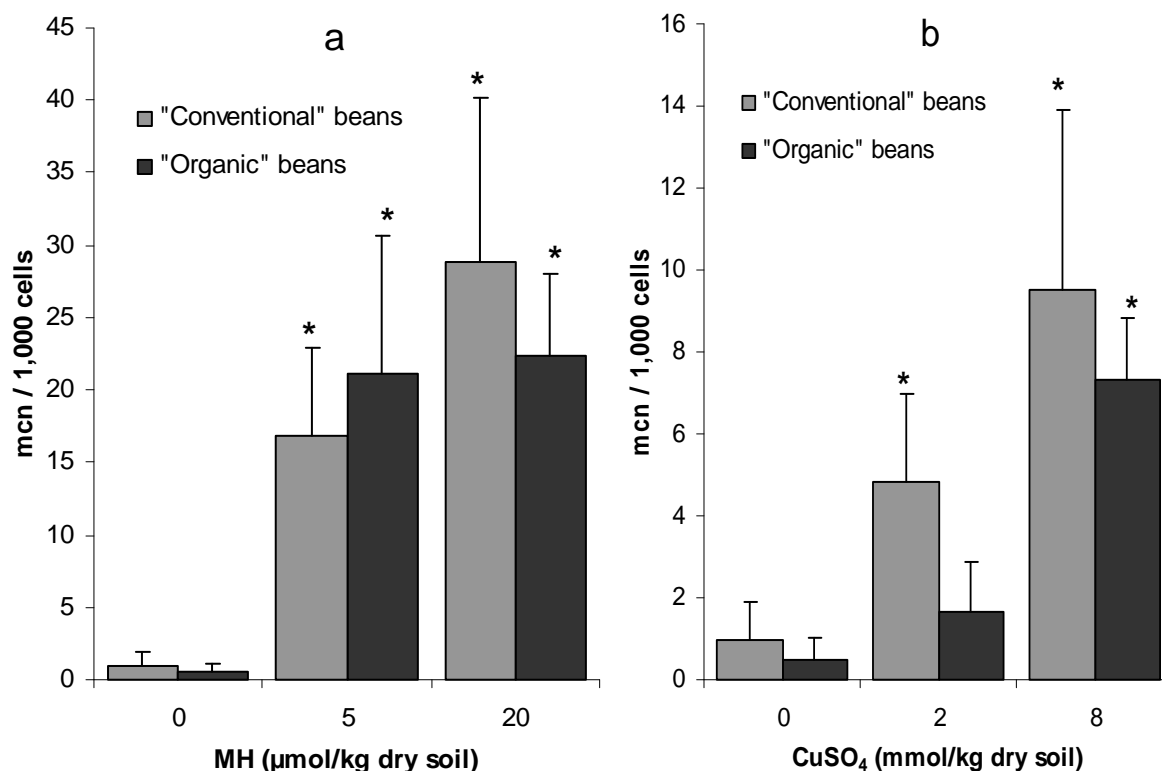 a
"Conventional" beans
"Organic" beans
mcn / 1,000 cells
45
40
35
30
25
20
15
10
5
0
* * * *
0 5 20
MH (µmol/kg dry soil)
b
"Conventional" beans
"Organic" beans
mcn / 1,000 cells
16
14
12
10
8
6
4
2
0
* * *
0 2 8
CuSO₄ (mmol/kg dry soil)